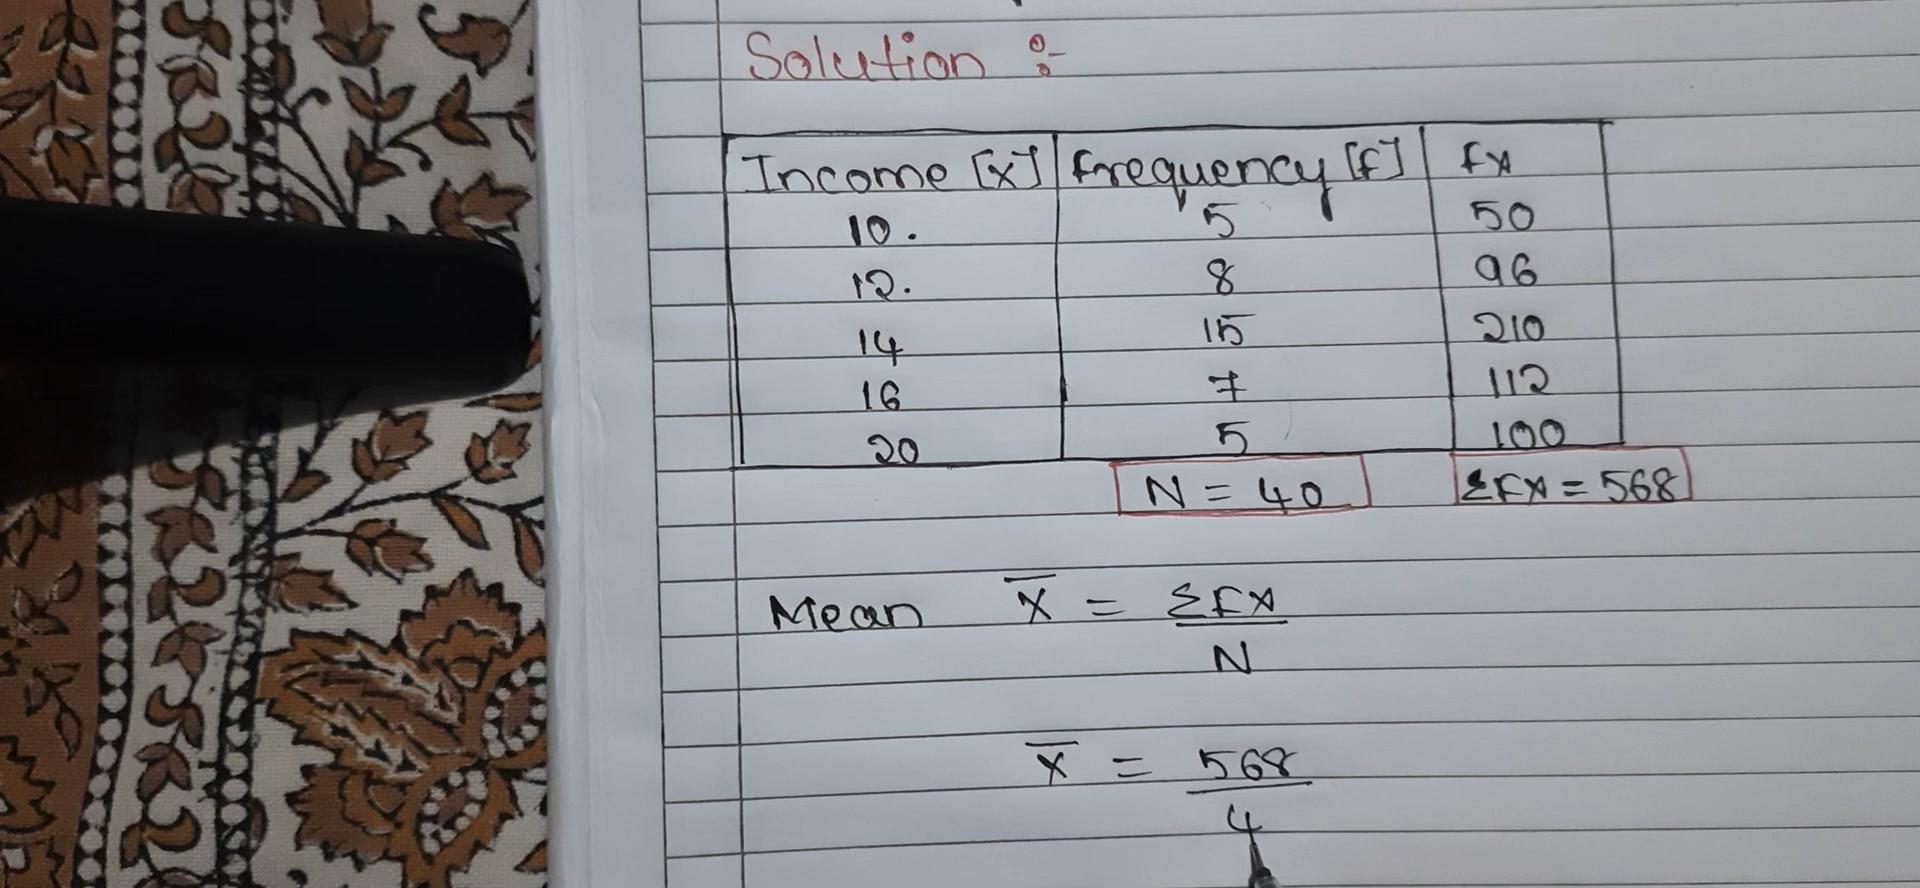 Solution :-
Income [x] Frequency [f] fx
10. 5 50
12. 8 96
14 15 210
16 7 112
20 5 100
N = 40 Σfx = 568
Mean x̄ = Σfx
N
x̄ = 568
4